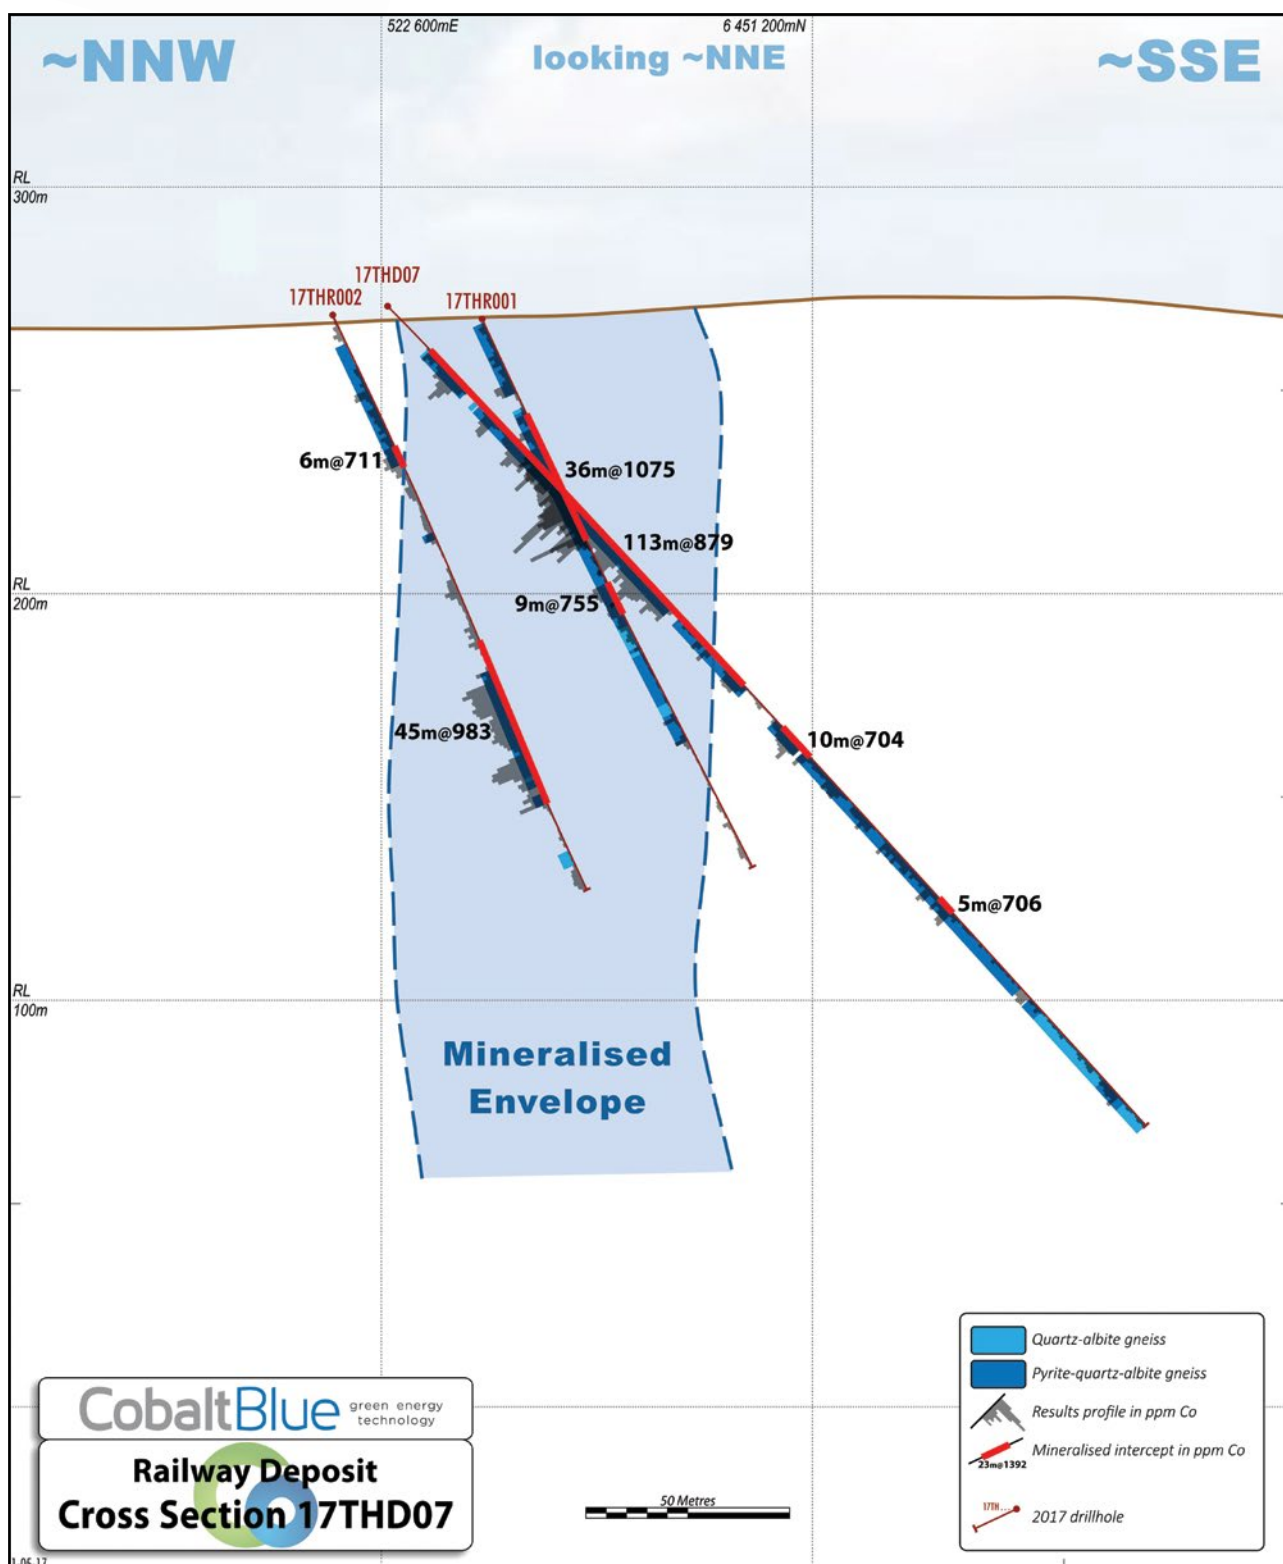 522 600mE
6 451 200mN
~NNW
looking ~NNE
~SSE
RL
300m
17THD07
17THR002
17THR001
6m@711
36m@1075
113m@879
RL
200m
9m@755
45m@983
10m@704
5m@706
RL
100m
Mineralised
Envelope
Quartz-albite gneiss
Pyrite-quartz-albite gneiss
Results profile in ppm Co
Mineralised intercept in ppm Co
23m@1392
17TH...
2017 drillhole
CobaltBlue
green energy
technology
Railway Deposit
Cross Section 17THD07
50 Metres